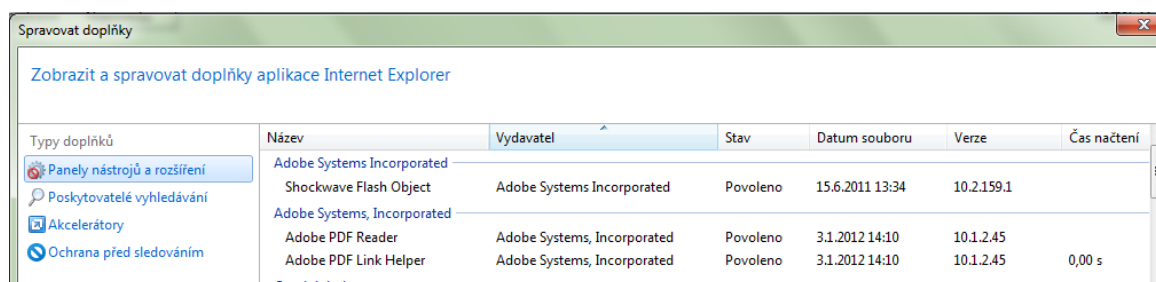 Spravovat doplňky
Zobrazit a spravovat doplňky aplikace Internet Explorer
Typy doplňků
Panely nástrojů a rozšíření
Poskytovatelé vyhledávání
Akcelerátory
Ochrana před sledováním
Název Vydavatel Stav Datum souboru Verze Čas načtení
Adobe Systems Incorporated
Shockwave Flash Object Adobe Systems Incorporated Povoleno 15.6.2011 13:34 10.2.159.1
Adobe Systems, Incorporated
Adobe PDF Reader Adobe Systems, Incorporated Povoleno 3.1.2012 14:10 10.1.2.45
Adobe PDF Link Helper Adobe Systems, Incorporated Povoleno 3.1.2012 14:10 10.1.2.45 0,00 s